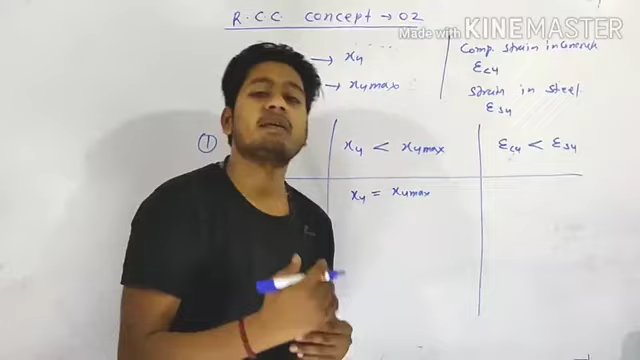 R.C.C. concept → 02
Made with KINEMASTER
→ xu
→ xumax
Comp. strain in Concrete
εcu
strain in steel
εsu
①
xu < xumax
εcu < εsu
xu = xumax